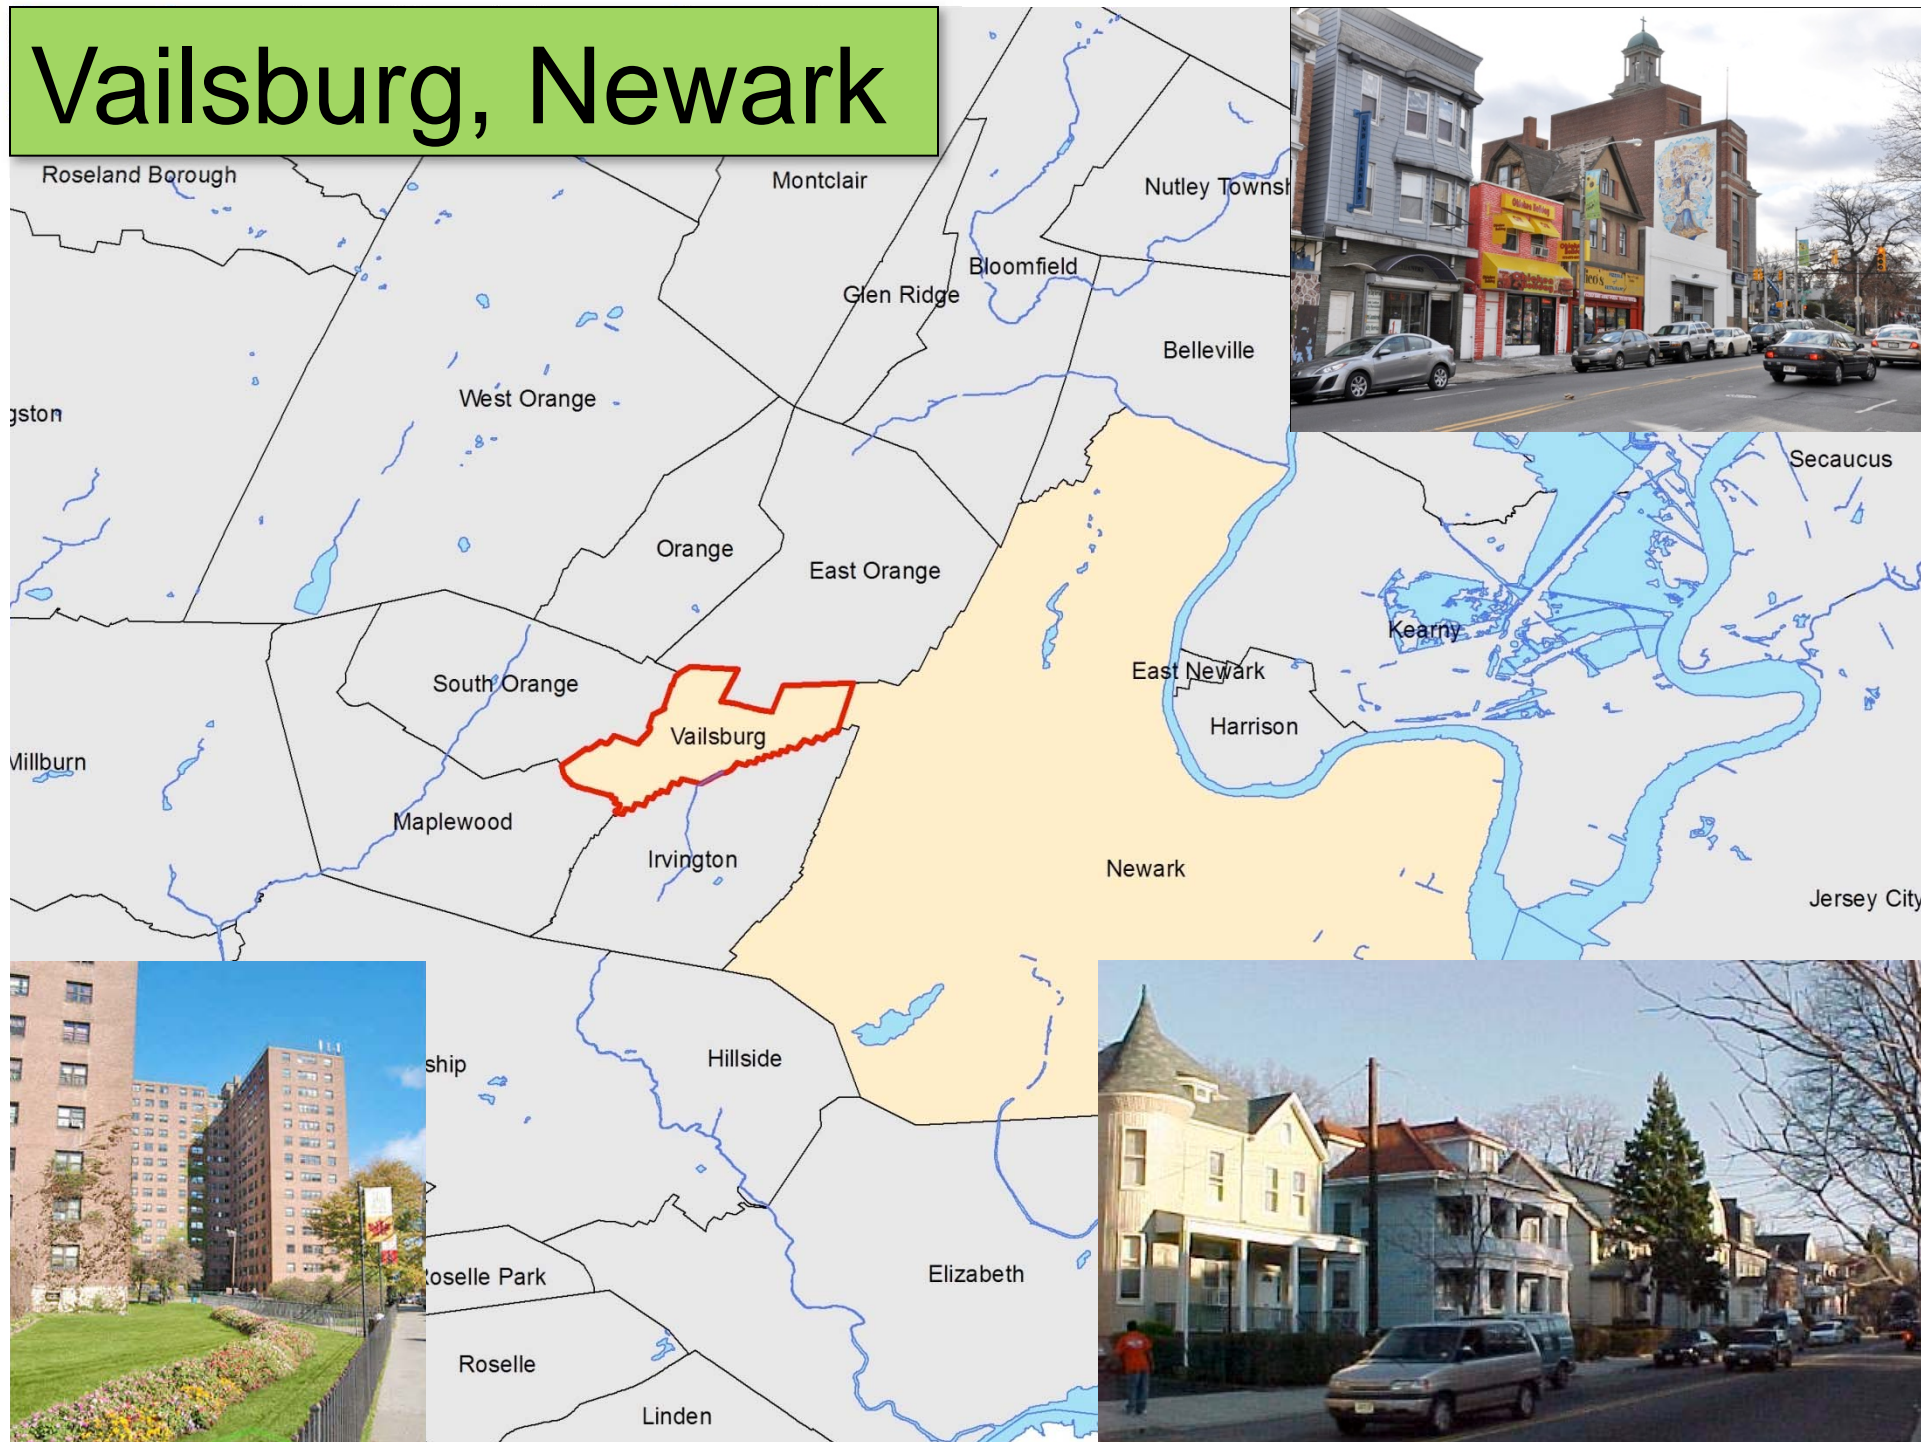 Vailsburg, Newark
Roseland Borough
Montclair
Nutley Townsh
Bloomfield
Glen Ridge
Belleville
West Orange
gston
Secaucus
Orange
East Orange
Kearny
East Newark
South Orange
Harrison
Vailsburg
Millburn
Maplewood
Irvington
Newark
Jersey City
ship
Hillside
Roselle Park
Elizabeth
Roselle
Linden